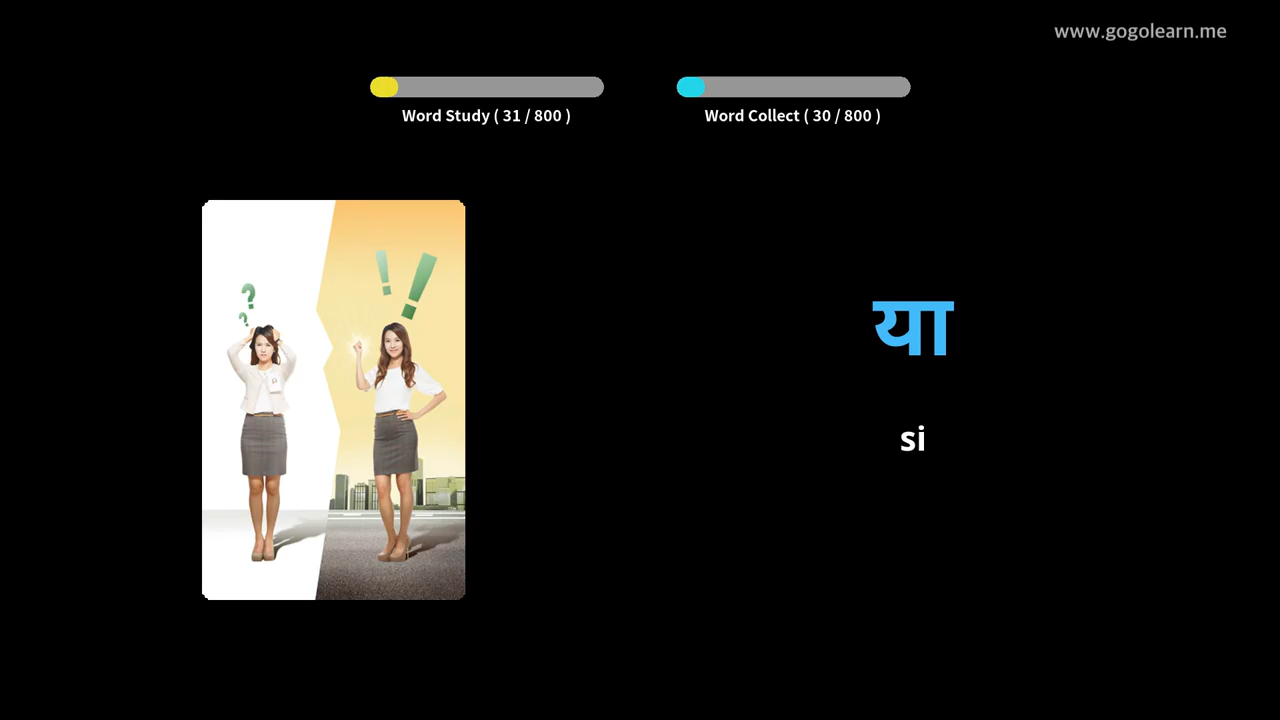 www.gogolearn.me
Word Study ( 31 / 800 )
Word Collect ( 30 / 800 )
? ?
! !
या
si